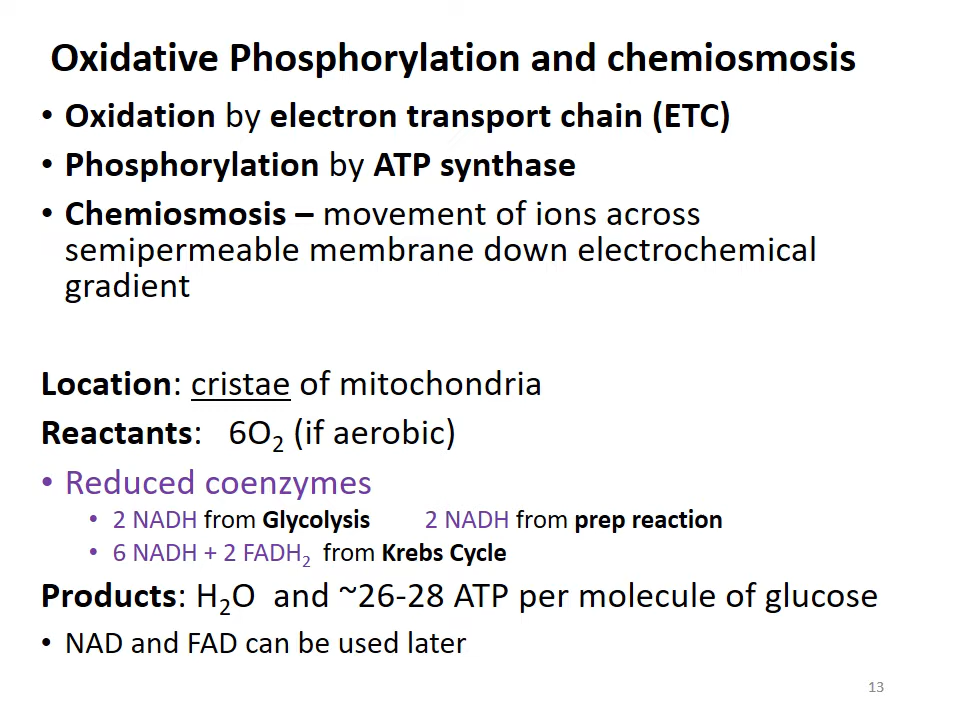 Oxidative Phosphorylation and chemiosmosis
• Oxidation by electron transport chain (ETC)
• Phosphorylation by ATP synthase
• Chemiosmosis – movement of ions across
semipermeable membrane down electrochemical
gradient
Location: cristae of mitochondria
Reactants: 6O₂ (if aerobic)
• Reduced coenzymes
• 2 NADH from Glycolysis 2 NADH from prep reaction
• 6 NADH + 2 FADH₂ from Krebs Cycle
Products: H₂O and ~26-28 ATP per molecule of glucose
• NAD and FAD can be used later
13